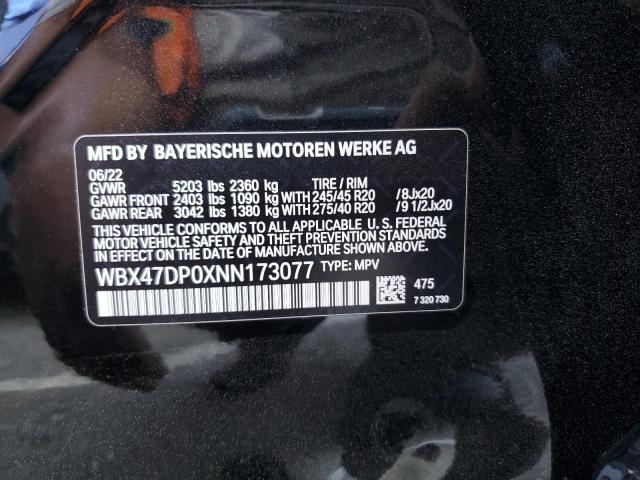 MFD BY BAYERISCHE MOTOREN WERKE AG
06/22
GVWR 5203 lbs 2360 kg TIRE / RIM
GAWR FRONT 2403 lbs 1090 kg WITH 245/45 R20 /8Jx20
GAWR REAR 3042 lbs 1380 kg WITH 275/40 R20 /9 1/2Jx20
THIS VEHICLE CONFORMS TO ALL APPLICABLE U. S. FEDERAL
MOTOR VEHICLE SAFETY AND THEFT PREVENTION STANDARDS
IN EFFECT ON THE DATE OF MANUFACTURE SHOWN ABOVE.
WBX47DP0XNN173077 TYPE: MPV
475
7 320 730